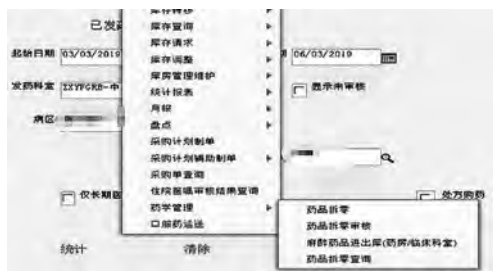 已发药
库存转移
库存查询
库存请求
库存调整
库房管理维护
统计报表
月报
盘点
采购计划制单
采购计划辅助制单
采购单查询
住院医嘱审核结果查询
药学管理
口服药运送
起始日期 03/03/2019
期 06/03/2019
发药科室 ZXYFGRB-中
显示未审核
病区
仅长期医
处方购药
统计
清除
药品拆零
药品拆零审核
麻醉药品进出库(药房/临床科室)
药品拆零查询